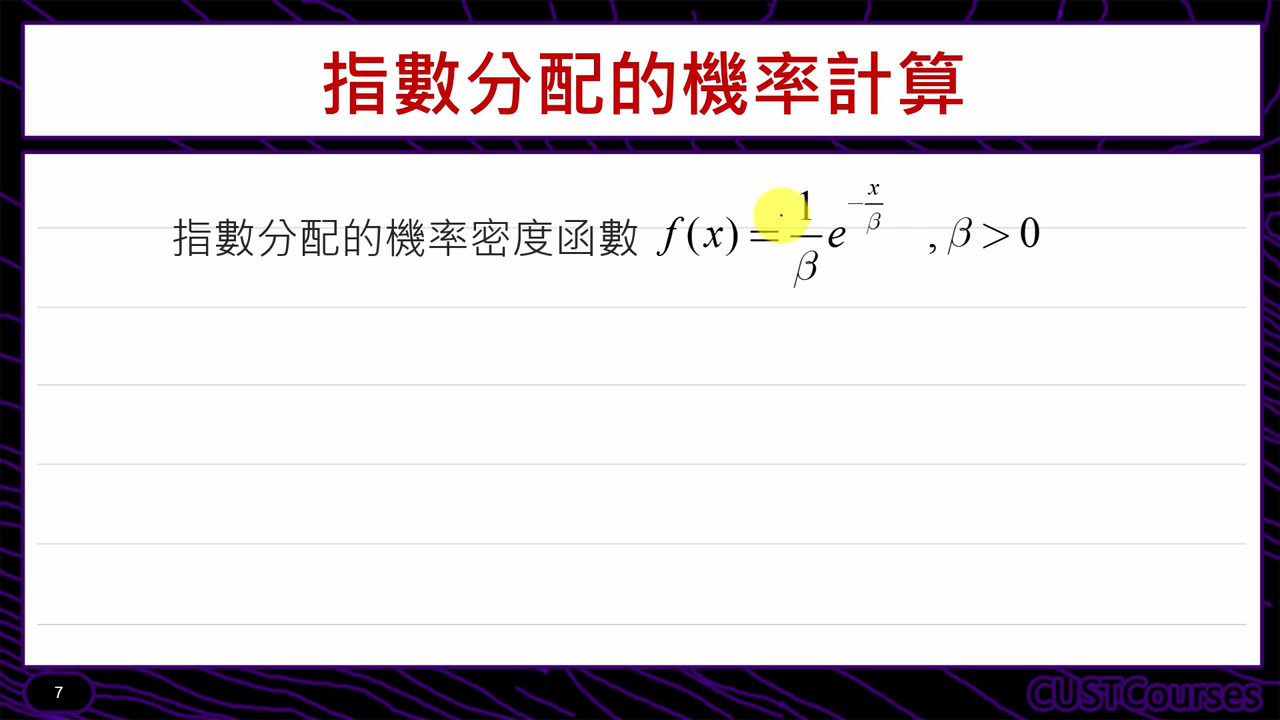 指數分配的機率計算
指數分配的機率密度函數 f(x) = 1/β e^(-x/β) , β > 0
7
CUSTCourses